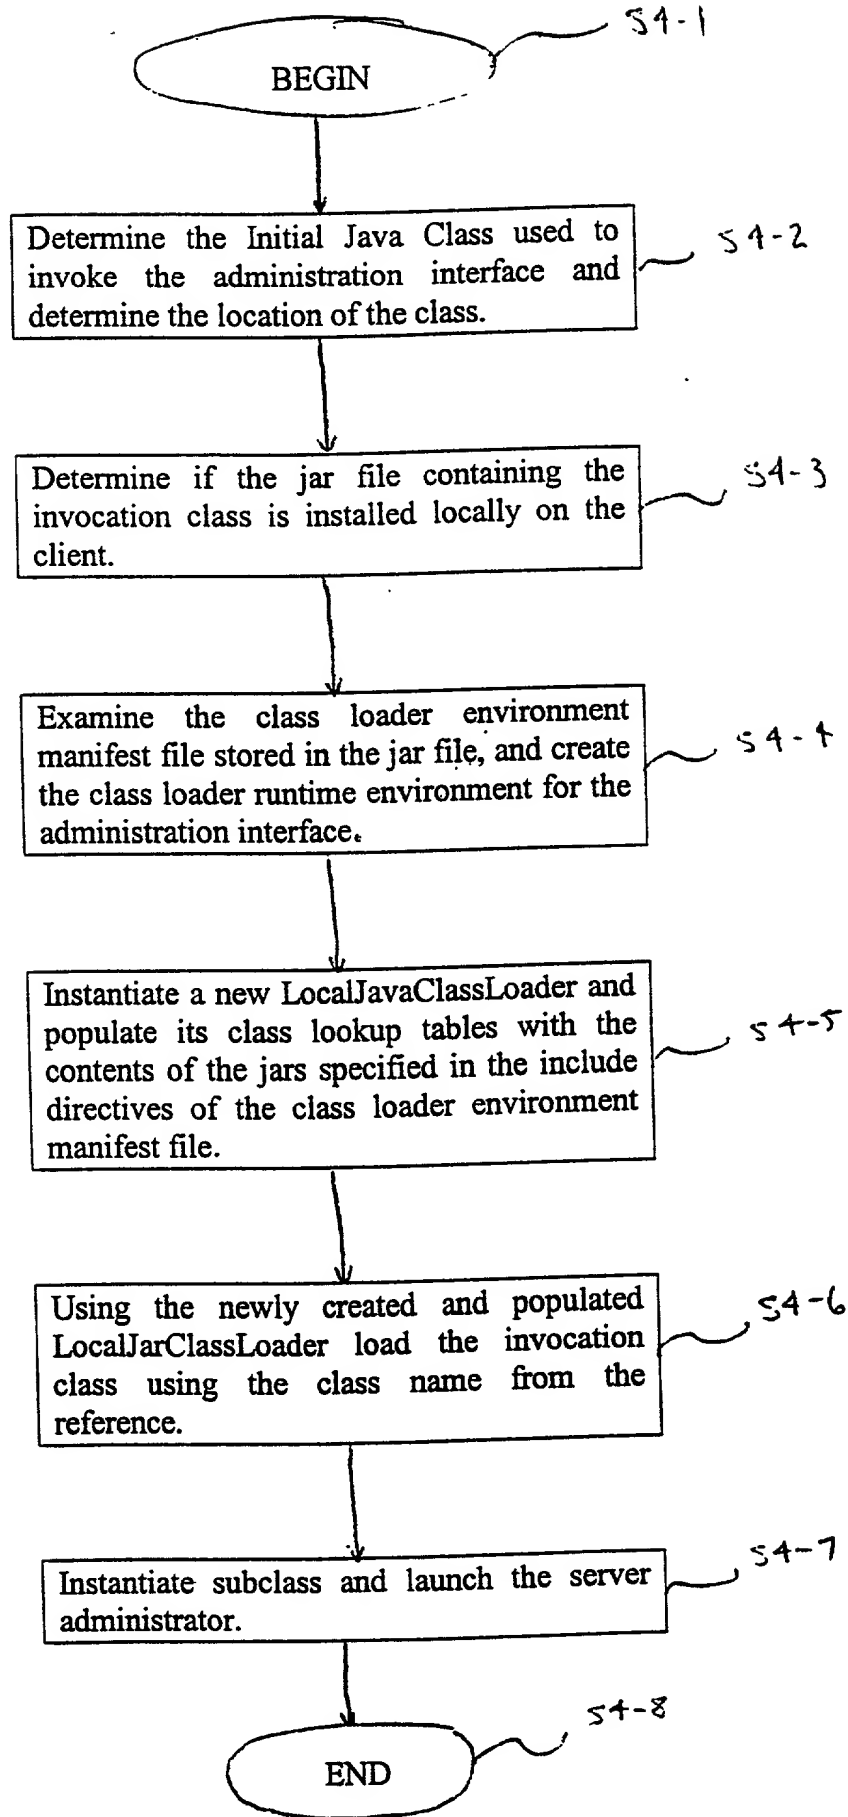 S4-1
BEGIN
Determine the Initial Java Class used to
invoke the administration interface and
determine the location of the class.
S4-2
Determine if the jar file containing the
invocation class is installed locally on the
client.
S4-3
Examine the class loader environment
manifest file stored in the jar file, and create
the class loader runtime environment for the
administration interface.
S4-4
Instantiate a new LocalJavaClassLoader and
populate its class lookup tables with the
contents of the jars specified in the include
directives of the class loader environment
manifest file.
S4-5
Using the newly created and populated
LocalJarClassLoader load the invocation
class using the class name from the
reference.
S4-6
Instantiate subclass and launch the server
administrator.
S4-7
S4-8
END